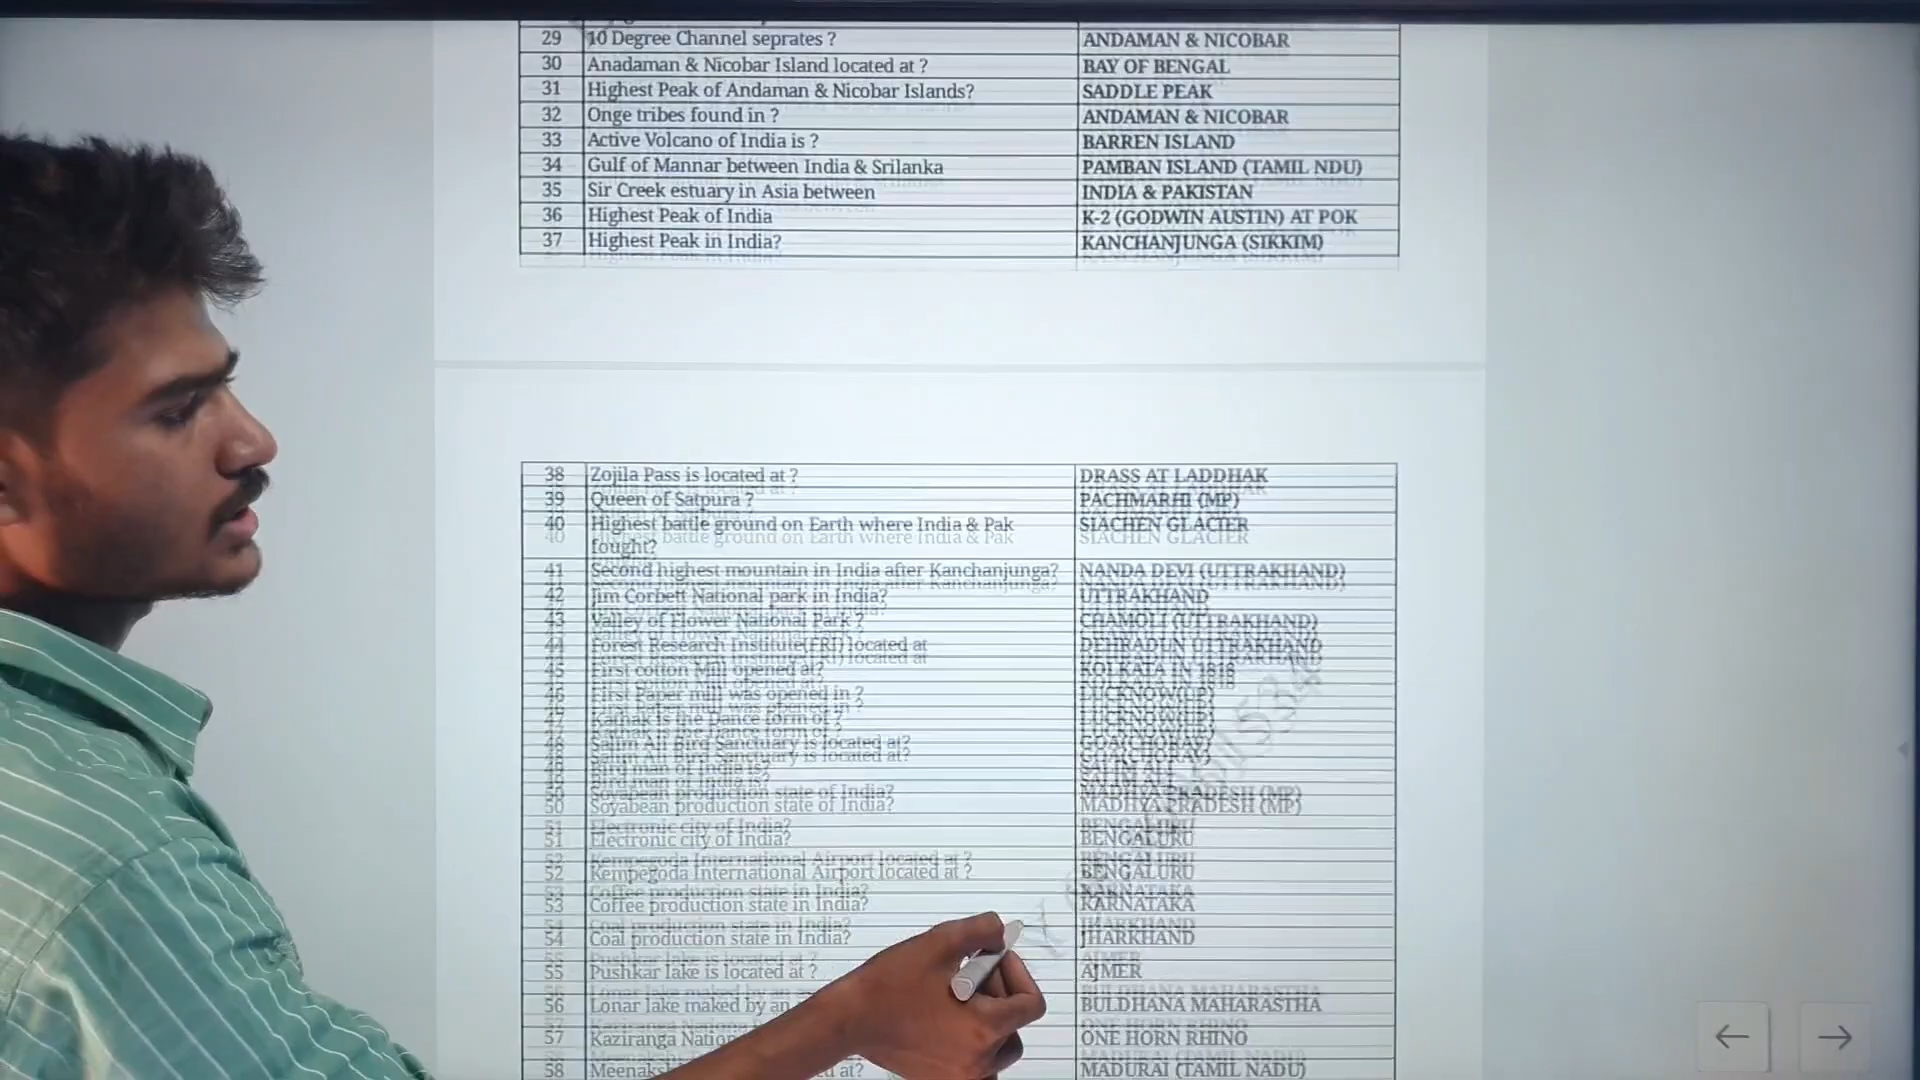 29 10 Degree Channel seprates ? ANDAMAN & NICOBAR
30 Anadaman & Nicobar Island located at ? BAY OF BENGAL
31 Highest Peak of Andaman & Nicobar Islands? SADDLE PEAK
32 Onge tribes found in ? ANDAMAN & NICOBAR
33 Active Volcano of India is ? BARREN ISLAND
34 Gulf of Mannar between India & Srilanka PAMBAN ISLAND (TAMIL NDU)
35 Sir Creek estuary in Asia between INDIA & PAKISTAN
36 Highest Peak of India K-2 (GODWIN AUSTIN) AT POK
37 Highest Peak in India? KANCHANJUNGA (SIKKIM)
38 Zojila Pass is located at ? DRASS AT LADDHAK
39 Queen of Satpura ? PACHMARHI (MP)
40 Highest battle ground on Earth where India & Pak SIACHEN GLACIER
fought?
41 Second highest mountain in India after Kanchanjunga? NANDA DEVI (UTTRAKHAND)
42 Jim Corbett National park in India? UTTRAKHAND
43 Valley of Flower National Park ? CHAMOLI (UTTRAKHAND)
44 Forest Research Institute(FRI) located at DEHRADUN UTTRAKHAND
45 First cotton Mill opened at? KOLKATA IN 1818
46 First Paper mill was opened in ? LUCKNOW(UP)
47 Kathak is the Dance form of ? LUCKNOW(UP)
48 Salim Ali Bird Sanctuary is located at?
Bird man of India is? SALIM ALI
50 Soyabean production state of India? MADHYA PRADESH (MP)
51 Electronic city of India? BENGALURU
52 Kempegoda International Airport located at ? BENGALURU
53 Coffee production state in India? KARNATAKA
54 Coal production state in India? JHARKHAND
55 Pushkar lake is located at ? AJMER
56 Lonar lake maked by an BULDHANA MAHARASTHA
57 Kaziranga ONE HORN RHINO
58 at? MADURAI (TAMIL NADU)